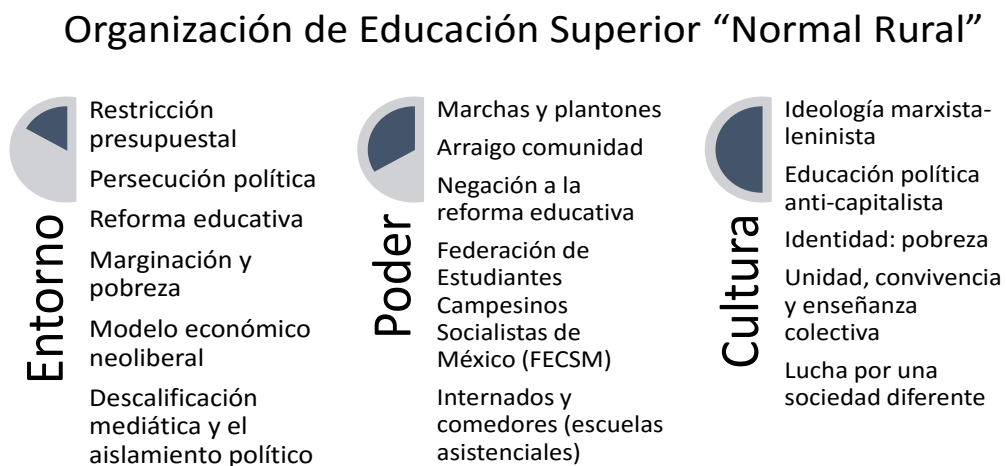 Organización de Educación Superior “Normal Rural”
Entorno
Restricción
presupuestal
Persecución política
Reforma educativa
Marginación y
pobreza
Modelo económico
neoliberal
Descalificación
mediática y el
aislamiento político
Poder
Marchas y plantones
Arraigo comunidad
Negación a la
reforma educativa
Federación de
Estudiantes
Campesinos
Socialistas de
México (FECSM)
Internados y
comedores (escuelas
asistenciales)
Cultura
Ideología marxista-
leninista
Educación política
anti-capitalista
Identidad: pobreza
Unidad, convivencia
y enseñanza
colectiva
Lucha por una
sociedad diferente